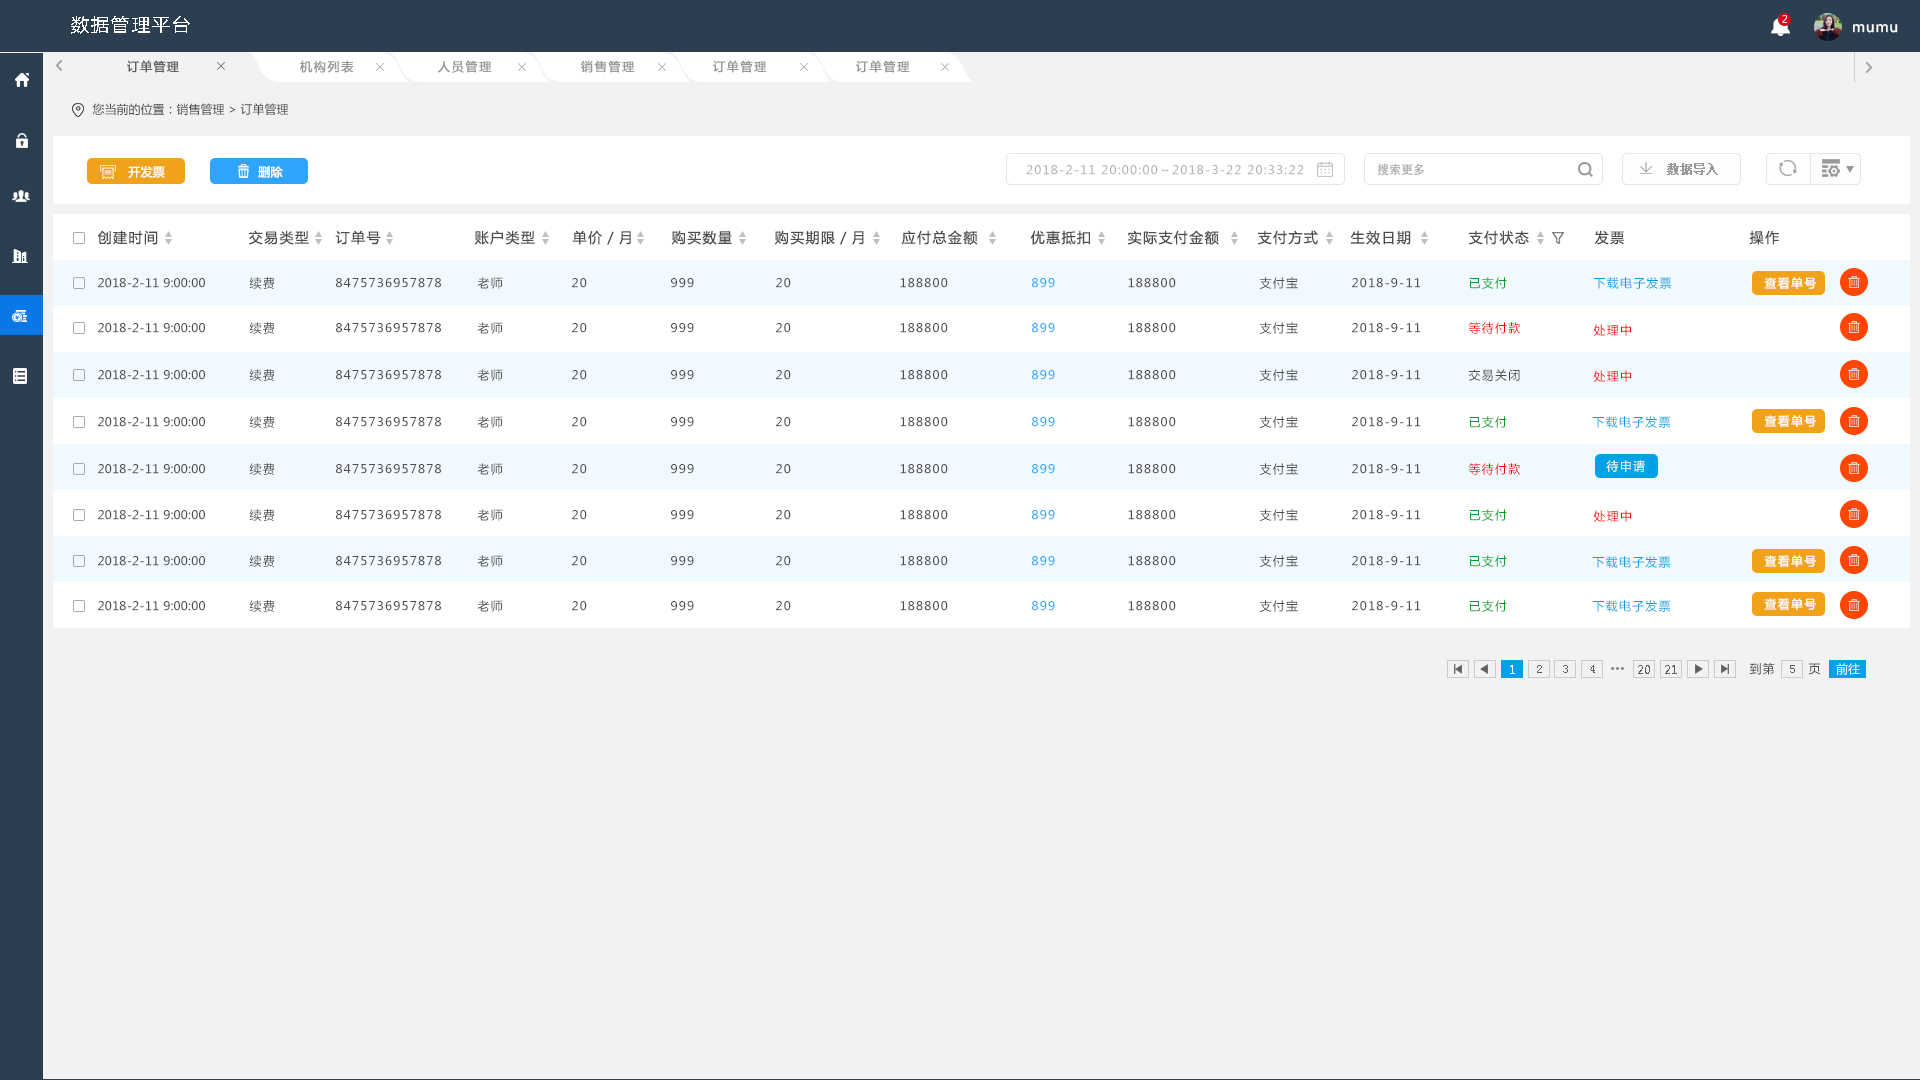 数据管理平台
2
mumu
订单管理 机构列表 人员管理 销售管理 订单管理 订单管理
您当前的位置：销售管理 > 订单管理
开发票 删除 2018-2-11 20:00:00～2018-3-22 20:33:22 搜索更多 数据导入
创建时间 交易类型 订单号 账户类型 单价 / 月 购买数量 购买期限 / 月 应付总金额 优惠抵扣 实际支付金额 支付方式 生效日期 支付状态 发票 操作
2018-2-11 9:00:00 续费 8475736957878 老师 20 999 20 188800 899 188800 支付宝 2018-9-11 已支付 下载电子发票 查看单号
2018-2-11 9:00:00 续费 8475736957878 老师 20 999 20 188800 899 188800 支付宝 2018-9-11 等待付款 处理中
2018-2-11 9:00:00 续费 8475736957878 老师 20 999 20 188800 899 188800 支付宝 2018-9-11 交易关闭 处理中
2018-2-11 9:00:00 续费 8475736957878 老师 20 999 20 188800 899 188800 支付宝 2018-9-11 已支付 下载电子发票 查看单号
2018-2-11 9:00:00 续费 8475736957878 老师 20 999 20 188800 899 188800 支付宝 2018-9-11 等待付款 待申请
2018-2-11 9:00:00 续费 8475736957878 老师 20 999 20 188800 899 188800 支付宝 2018-9-11 已支付 处理中
2018-2-11 9:00:00 续费 8475736957878 老师 20 999 20 188800 899 188800 支付宝 2018-9-11 已支付 下载电子发票 查看单号
2018-2-11 9:00:00 续费 8475736957878 老师 20 999 20 188800 899 188800 支付宝 2018-9-11 已支付 下载电子发票 查看单号
1 2 3 4 ••• 20 21 到第 5 页 前往